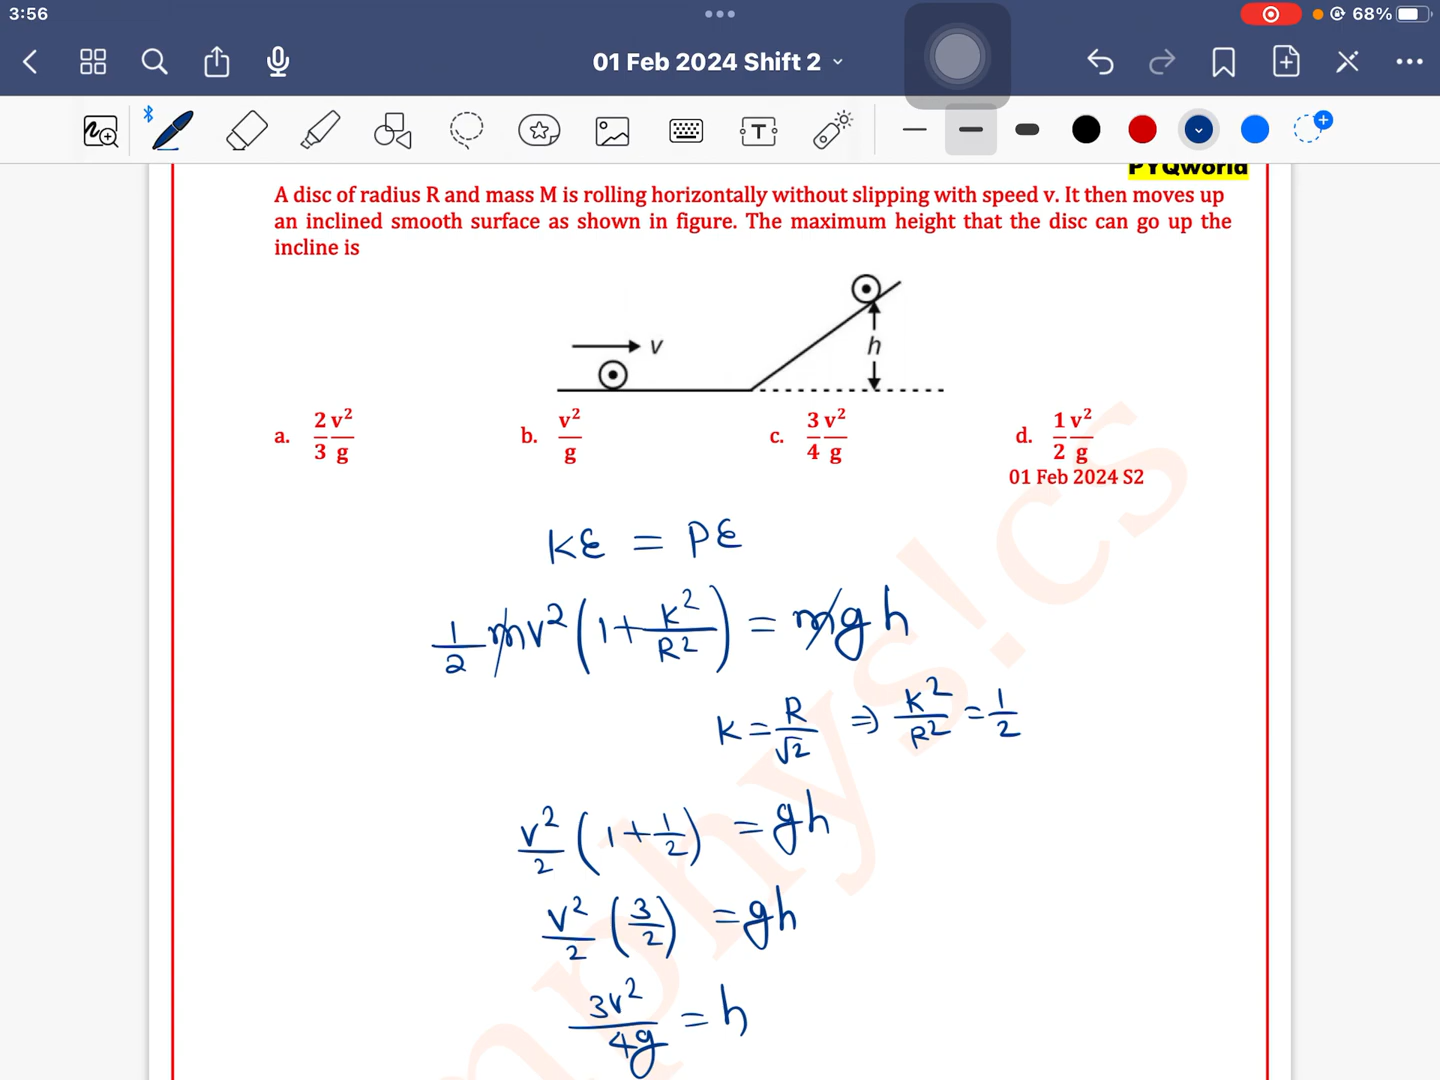 3:56
68%
01 Feb 2024 Shift 2
T
PYQworld
A disc of radius R and mass M is rolling horizontally without slipping with speed v. It then moves up
an inclined smooth surface as shown in figure. The maximum height that the disc can go up the
incline is
v
h
a. 2/3 v²/g b. v²/g c. 3/4 v²/g d. 1/2 v²/g
01 Feb 2024 S2
KE = PE
1/2 mv² (1 + K²/R²) = mgh
K = R/√2 ⇒ K²/R² = 1/2
v²/2 (1 + 1/2) = gh
v²/2 (3/2) = gh
3v²/4g = h
phys!cs